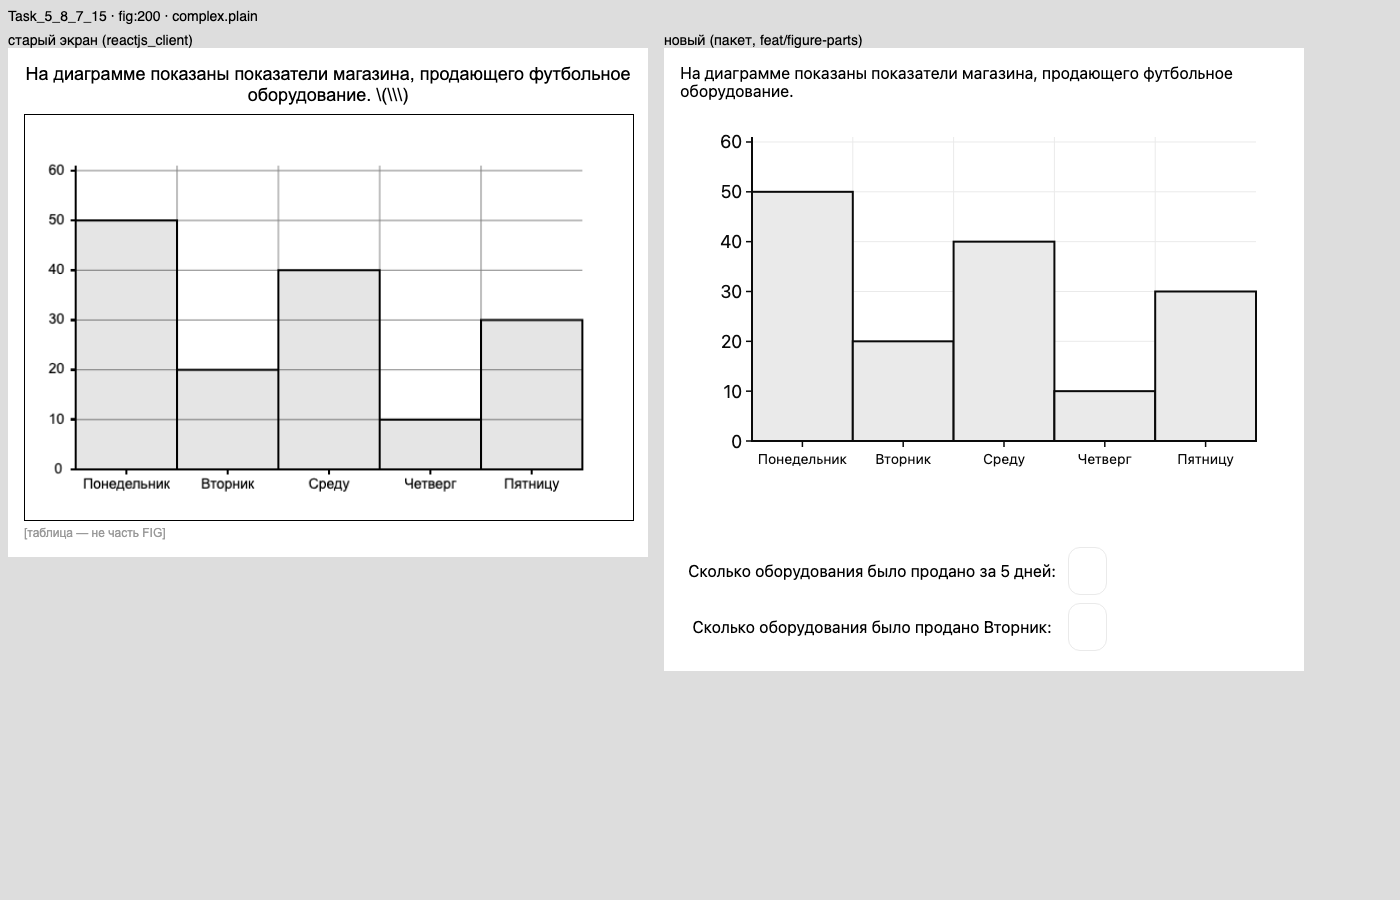 Task_5_8_7_15 · fig:200 · complex.plain
старый экран (reactjs_client)
На диаграмме показаны показатели магазина, продающего футбольное
оборудование. \(\\\)
60
50
40
30
20
10
0
Понедельник Вторник Среду Четверг Пятницу
[таблица — не часть FIG]
новый (пакет, feat/figure-parts)
На диаграмме показаны показатели магазина, продающего футбольное
оборудование.
60
50
40
30
20
10
0
Понедельник Вторник Среду Четверг Пятницу
Сколько оборудования было продано за 5 дней:
Сколько оборудования было продано Вторник: